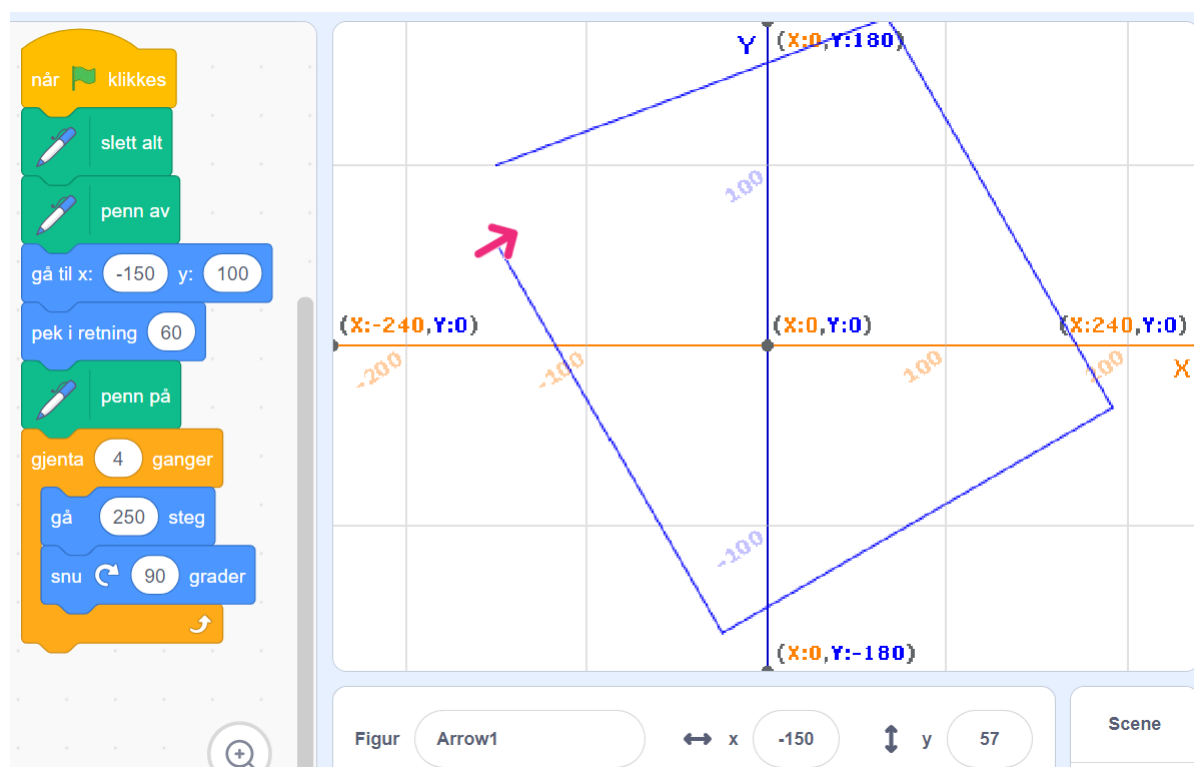 når klikkes
slett alt
penn av
gå til x: -150 y: 100
pek i retning 60
penn på
gjenta 4 ganger
gå 250 steg
snu 90 grader
Y (X:0,Y:180)
100
(X:-240,Y:0) (X:0,Y:0) (X:240,Y:0)
-200 -100 100 200 X
-100
(X:0,Y:-180)
Figur Arrow1 x -150 y 57
Scene